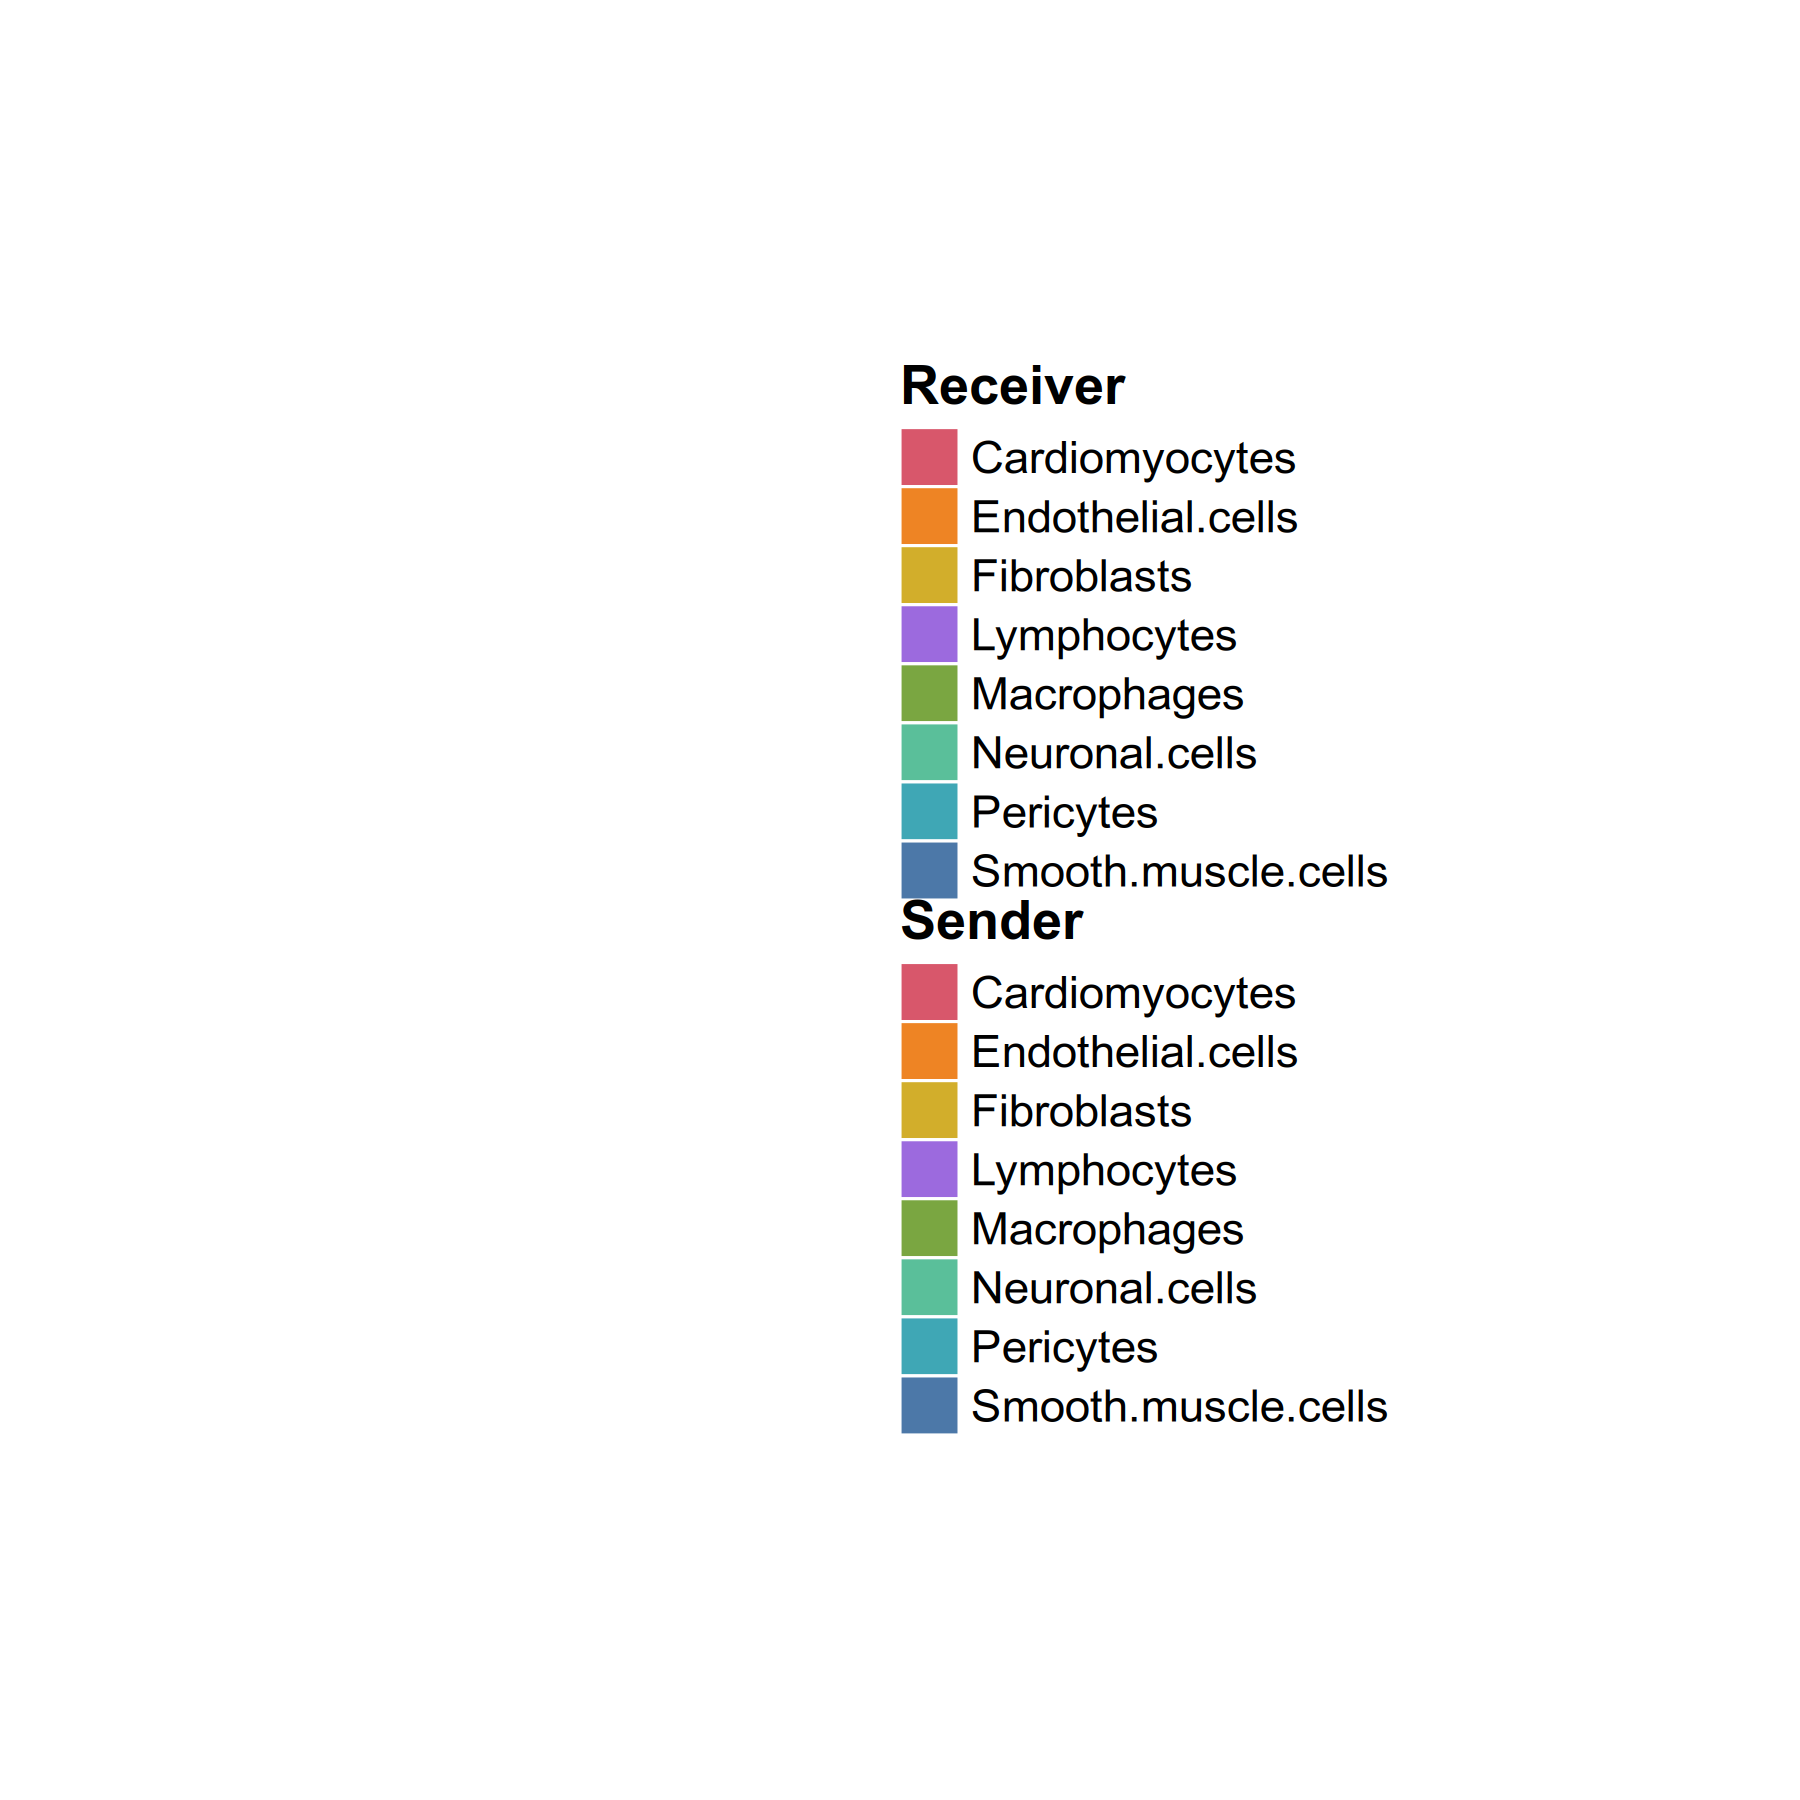 Receiver
Cardiomyocytes
Endothelial.cells
Fibroblasts
Lymphocytes
Macrophages
Neuronal.cells
Pericytes
Smooth.muscle.cells
Sender
Cardiomyocytes
Endothelial.cells
Fibroblasts
Lymphocytes
Macrophages
Neuronal.cells
Pericytes
Smooth.muscle.cells